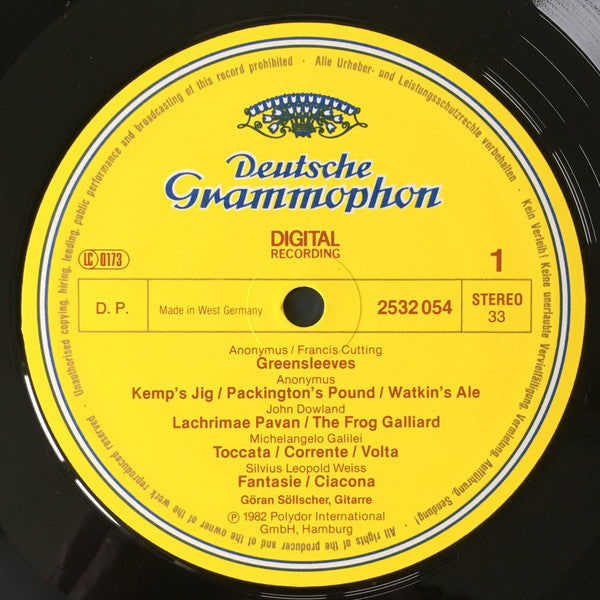 Alle Urheber- und Leistungsschutzrechte vorbehalten · Kein Verleih! Keine unerlaubte Vervielfältigung, Vermietung, Aufführung, Sendung!
All rights of the producer and of the owner of the work reproduced reserved · Unauthorised copying, hiring, lending, public performance and broadcasting of this record prohibited ·
Deutsche
Grammophon
DIGITAL
RECORDING
LC 0173
1
D. P.
Made in West Germany
2532 054
STEREO
33
Anonymus / Francis Cutting
Greensleeves
Anonymus
Kemp's Jig / Packington's Pound / Watkin's Ale
John Dowland
Lachrimae Pavan / The Frog Galliard
Michelangelo Galilei
Toccata / Corrente / Volta
Silvius Leopold Weiss
Fantasie / Ciacona
Göran Söllscher, Gitarre
℗ 1982 Polydor International
GmbH, Hamburg